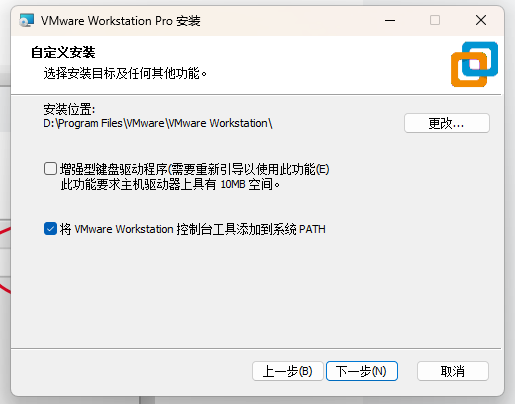 VMware Workstation Pro 安装
自定义安装
选择安装目标及任何其他功能。
安装位置:
D:\Program Files\VMware\VMware Workstation\
更改...
增强型键盘驱动程序(需要重新引导以使用此功能(E)
此功能要求主机驱动器上具有 10MB 空间。
将 VMware Workstation 控制台工具添加到系统 PATH
上一步(B) 下一步(N) 取消